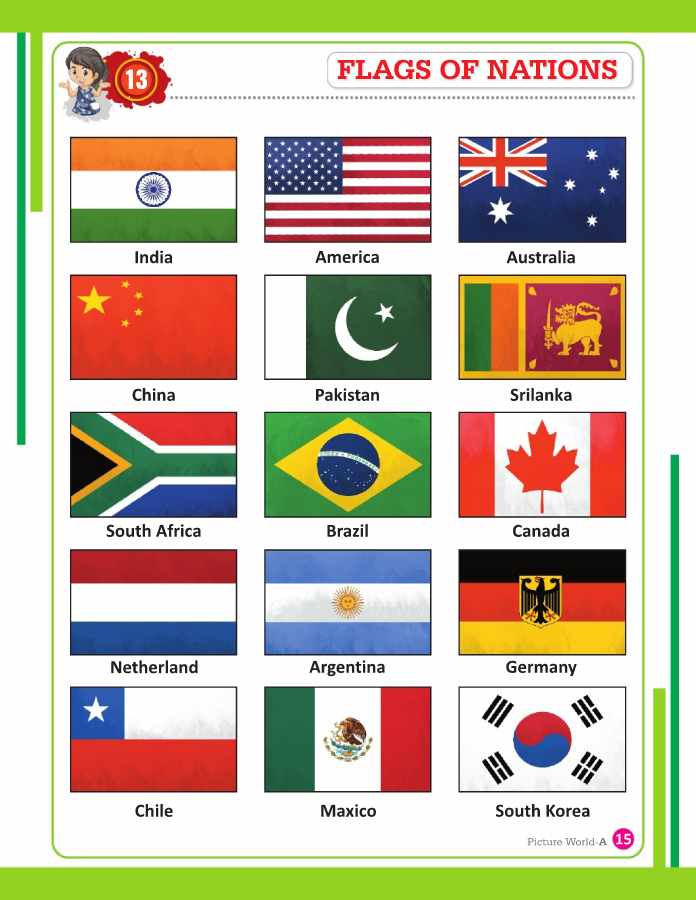 13
FLAGS OF NATIONS
India
America
Australia
China
Pakistan
Srilanka
South Africa
Brazil
Canada
Netherland
Argentina
Germany
Chile
Maxico
South Korea
Picture World-A 15